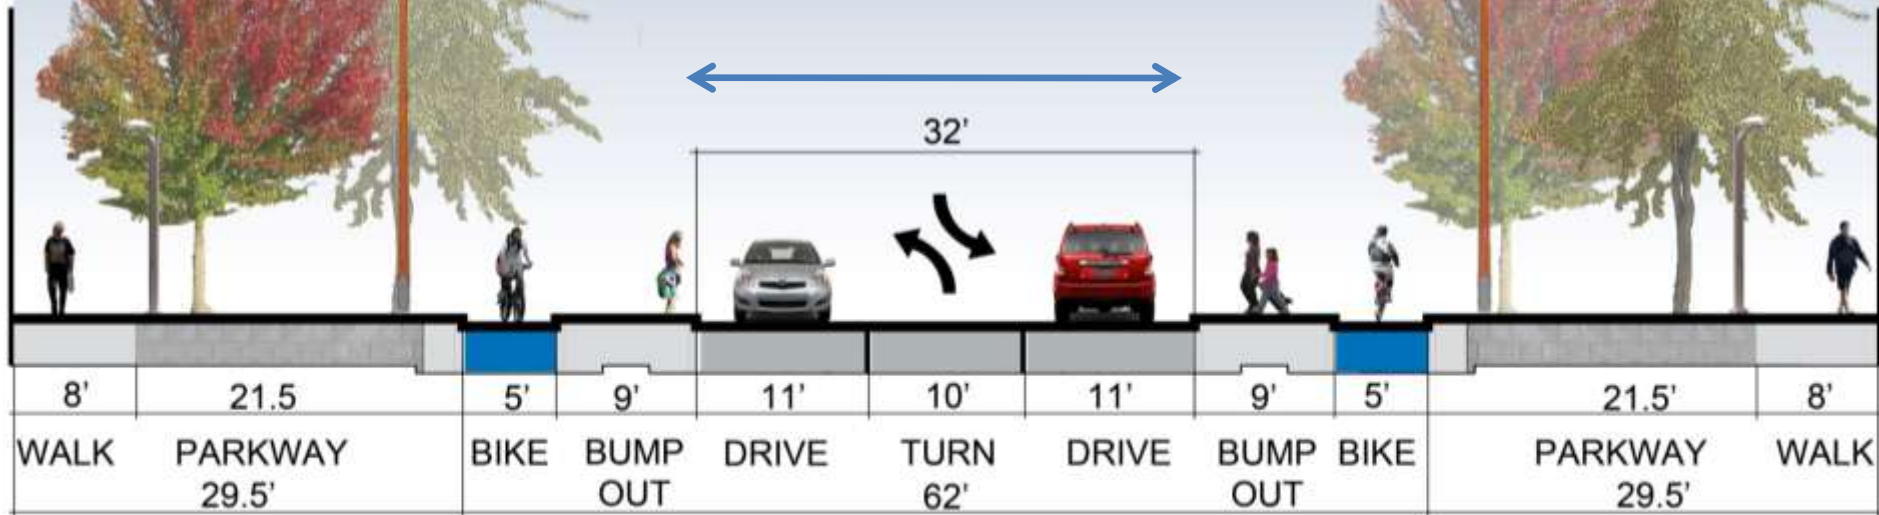 32'
8' 21.5 5' 9' 11' 10' 11' 9' 5' 21.5' 8'
WALK PARKWAY BIKE BUMP DRIVE TURN DRIVE BUMP BIKE PARKWAY WALK
29.5' OUT 62' OUT 29.5'